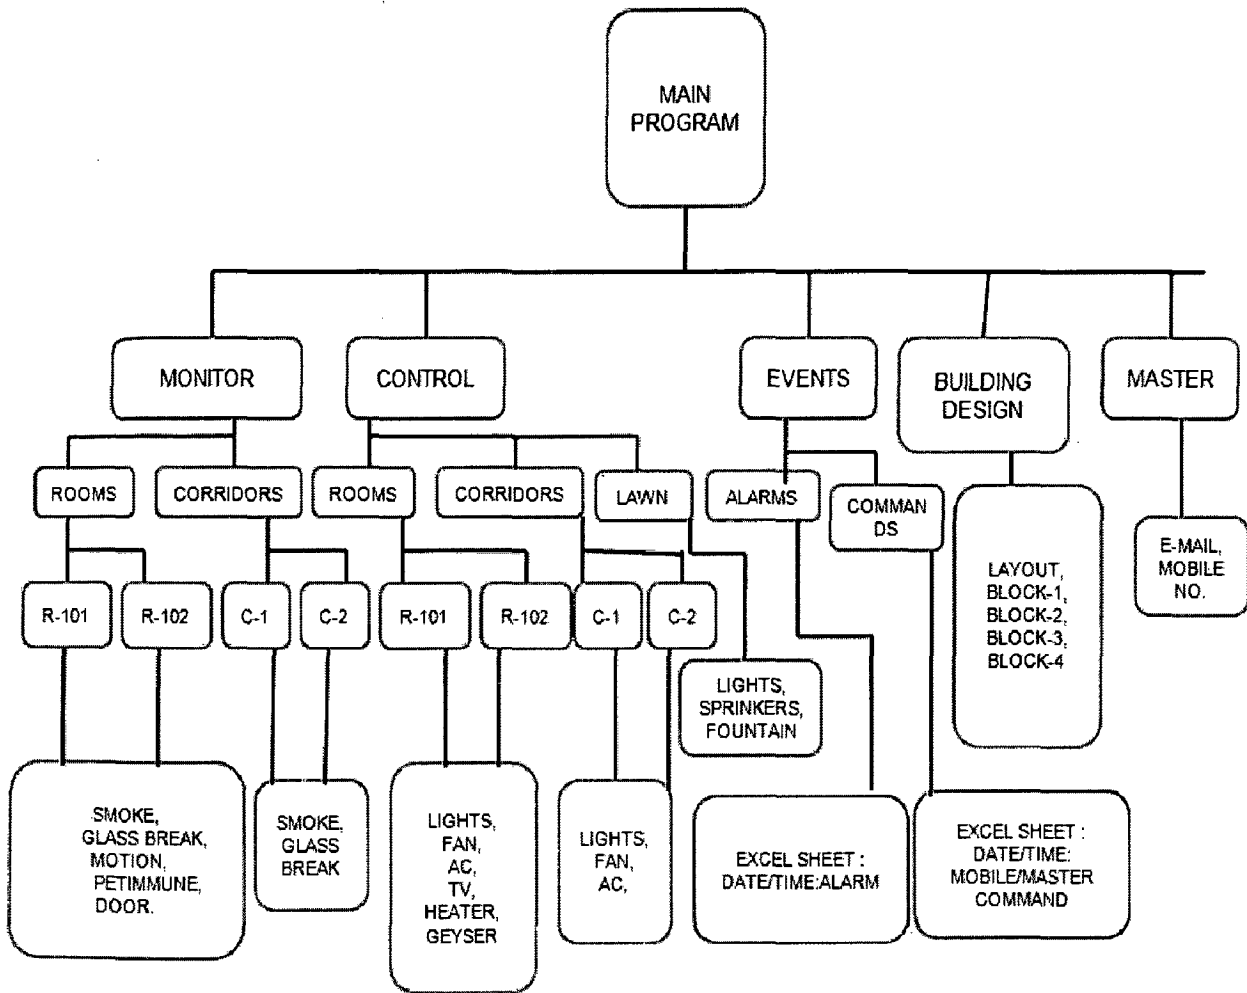 MAIN
PROGRAM
MONITOR
CONTROL
EVENTS
BUILDING
DESIGN
MASTER
ROOMS
CORRIDORS
ROOMS
CORRIDORS
LAWN
ALARMS
COMMAN
DS
E-MAIL,
MOBILE
NO.
LAYOUT,
BLOCK-1,
BLOCK-2,
BLOCK-3,
BLOCK-4
R-101
R-102
C-1
C-2
R-101
R-102
C-1
C-2
LIGHTS,
SPRINKERS,
FOUNTAIN
SMOKE,
GLASS BREAK,
MOTION,
PETIMMUNE,
DOOR.
SMOKE,
GLASS
BREAK
LIGHTS,
FAN,
AC,
TV,
HEATER,
GEYSER
LIGHTS,
FAN,
AC,
EXCEL SHEET :
DATE/TIME:ALARM
EXCEL SHEET :
DATE/TIME:
MOBILE/MASTER
COMMAND